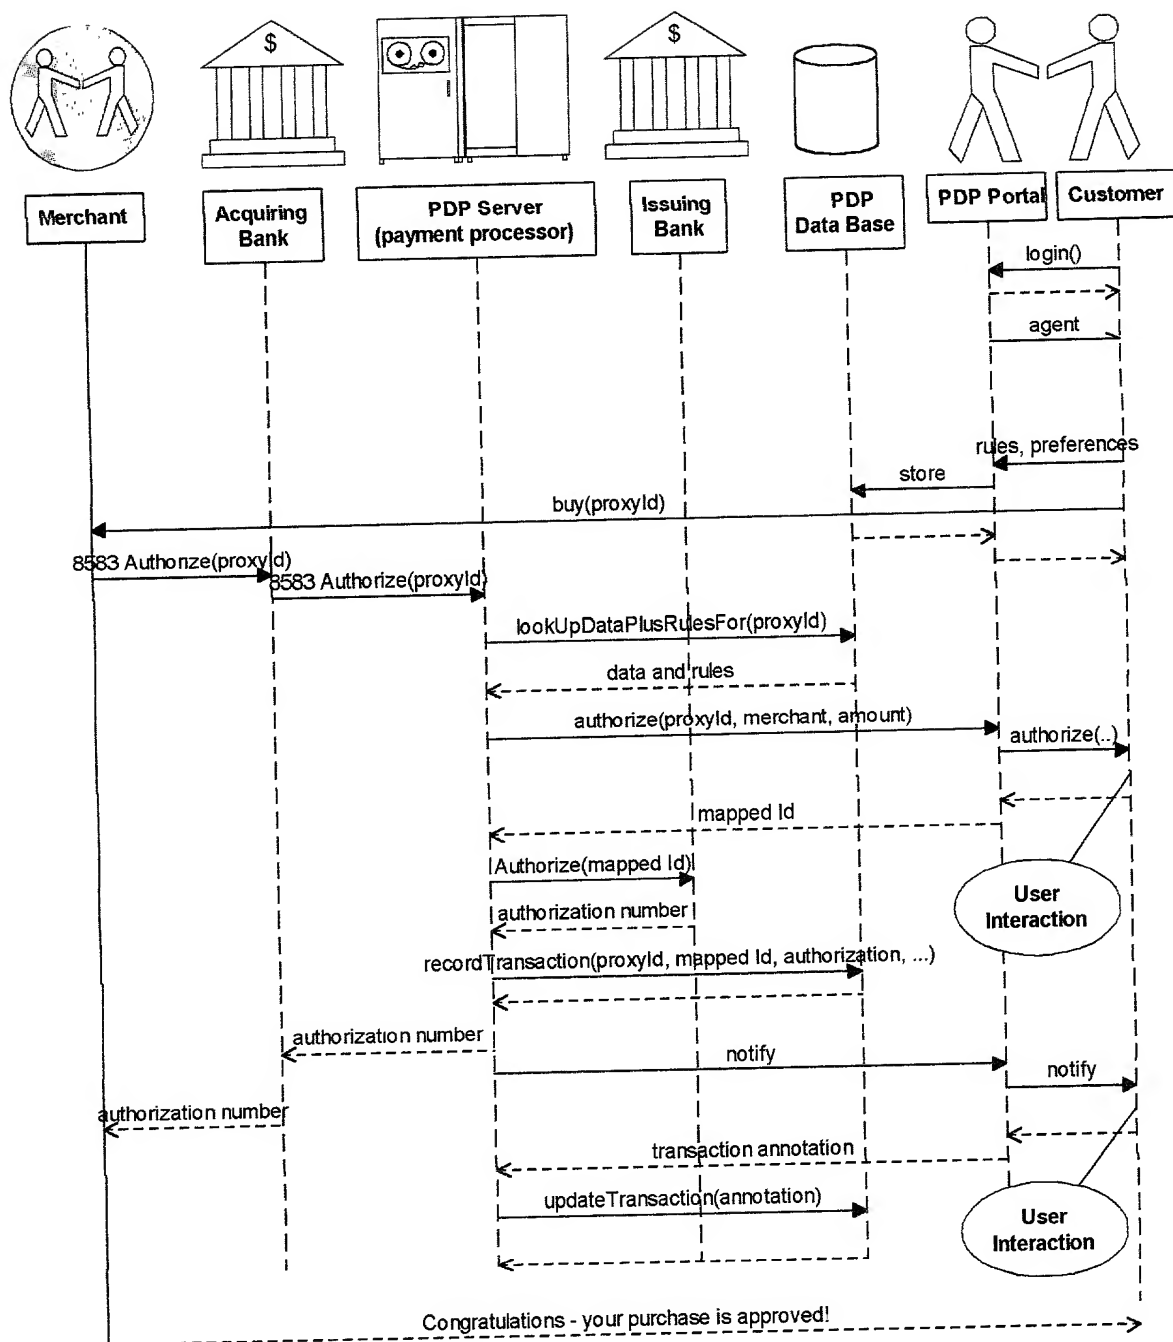 $
$
Merchant
Acquiring
Bank
PDP Server
(payment processor)
Issuing
Bank
PDP
Data Base
PDP Portal
Customer
login()
agent
rules, preferences
store
buy(proxyId)
8583 Authorize(proxyId)
8583 Authorize(proxyId)
lookUpDataPlusRulesFor(proxyId)
data and rules
authorize(proxyId, merchant, amount)
authorize(..)
mapped Id
Authorize(mapped Id)
User
Interaction
authorization number
recordTransaction(proxyId, mapped Id, authorization, ...)
authorization number
notify
notify
authorization number
transaction annotation
updateTransaction(annotation)
User
Interaction
Congratulations - your purchase is approved!